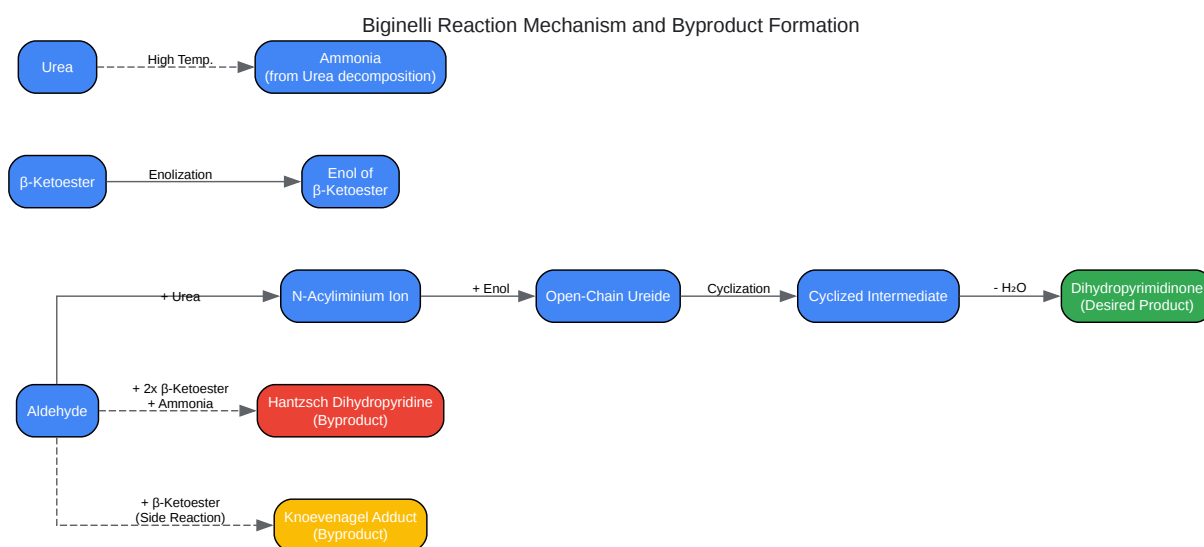 Biginelli Reaction Mechanism and Byproduct Formation
Urea
High Temp.
Ammonia
(from Urea decomposition)
β-Ketoester
Enolization
Enol of
β-Ketoester
+ Urea
N-Acyliminium Ion
+ Enol
Open-Chain Ureide
Cyclization
Cyclized Intermediate
- H₂O
Dihydropyrimidinone
(Desired Product)
Aldehyde
+ 2x β-Ketoester
+ Ammonia
Hantzsch Dihydropyridine
(Byproduct)
+ β-Ketoester
(Side Reaction)
Knoevenagel Adduct
(Byproduct)